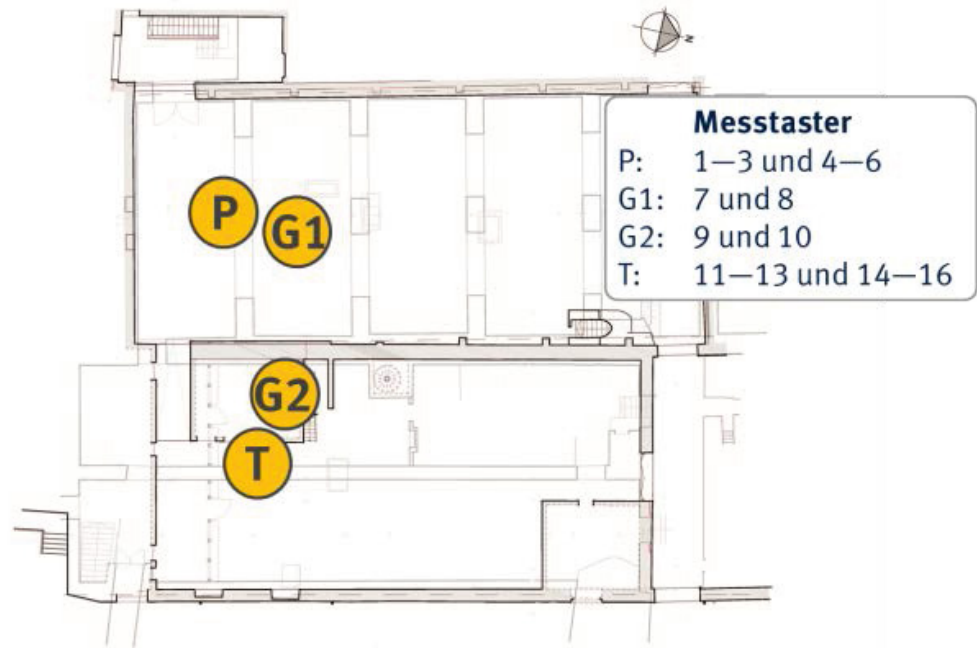 N
Messtaster
P: 1—3 und 4—6
G1: 7 und 8
G2: 9 und 10
T: 11—13 und 14—16
P
G1
G2
T